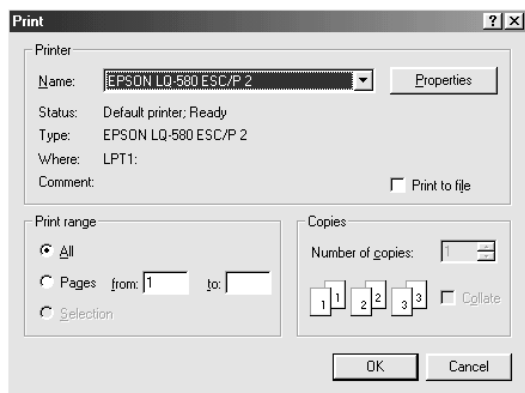 Print
Printer
Name: EPSON LQ-580 ESC/P 2 Properties
Status: Default printer; Ready
Type: EPSON LQ-580 ESC/P 2
Where: LPT1:
Comment: Print to file
Print range
All
Pages from: 1 to:
Selection
Copies
Number of copies: 1
1 1 2 2 3 3 Collate
OK Cancel